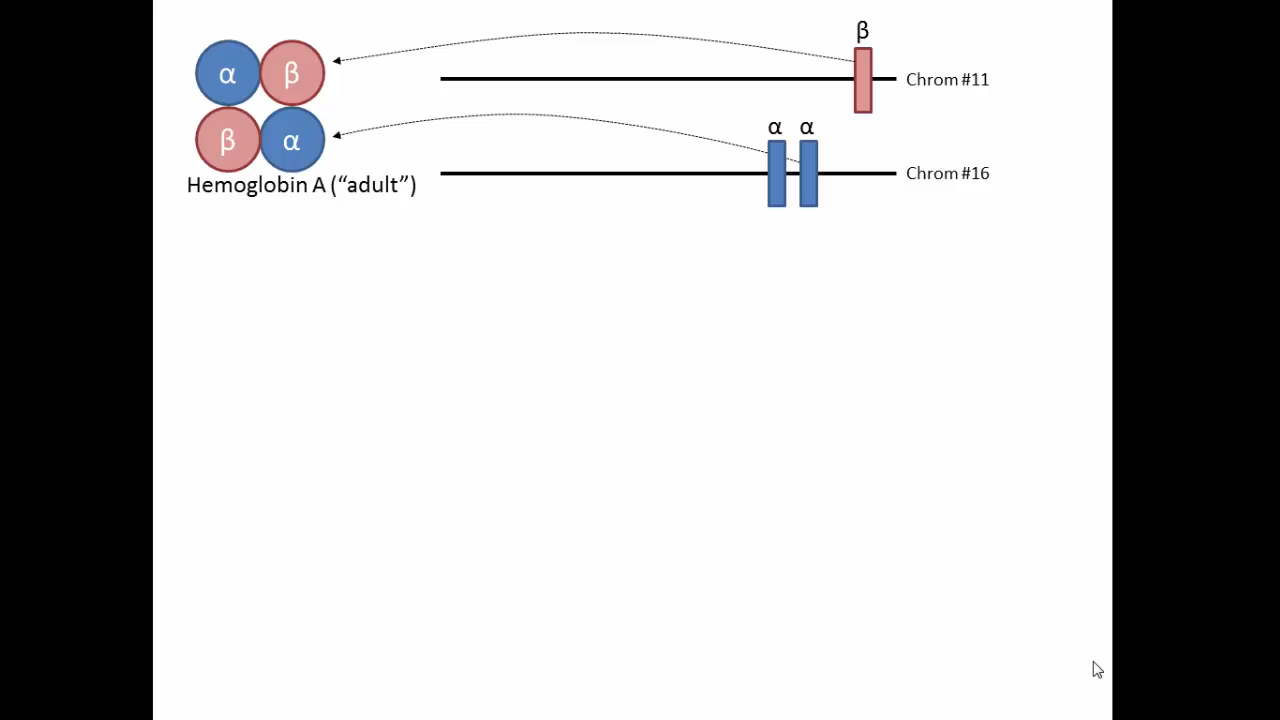 β
α β
Chrom #11
α α
β α
Chrom #16
Hemoglobin A (“adult”)